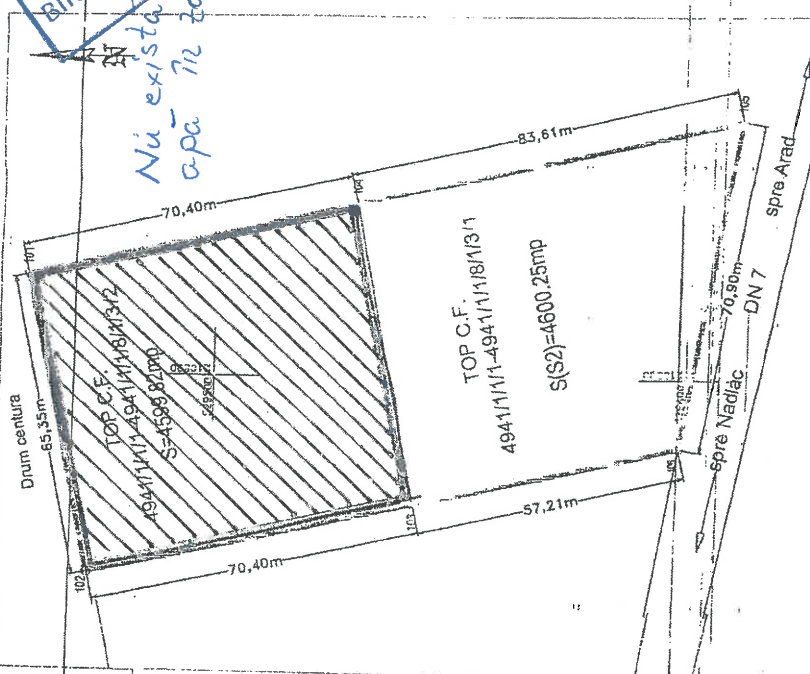 Nu exista
apă în
83,61m
105
70,40m
104
101
Drum centura
65,35m
TOP C.F.
4941/1/1/1-4941/1/1/8/1/3/2
S=4599.82mp
TOP C.F.
4941/1/1/1-4941/1/1/8/1/3/1
S(S2)=4600.25mp
spre Arad
70,90m
DN 7
spre Nadlac
57,21m
103
70,40m
102